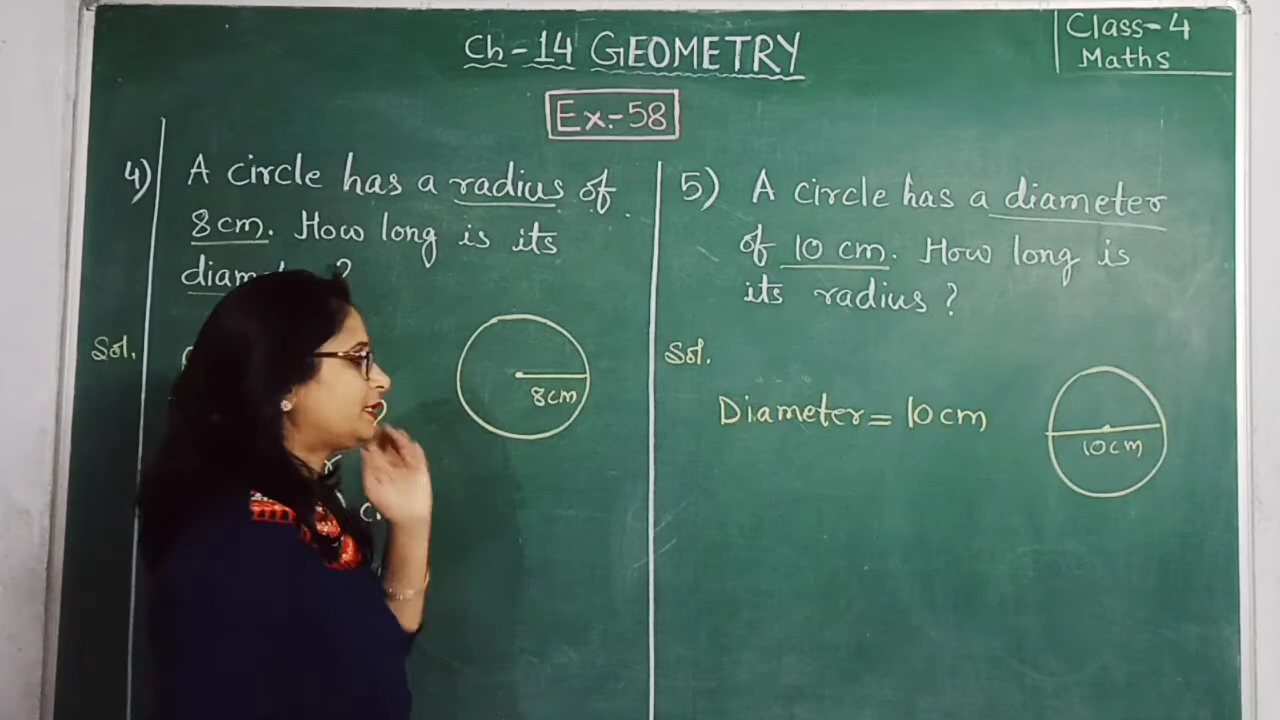 Ch-14 GEOMETRY
Class-4
Maths
Ex.-58
4) A circle has a radius of
8cm. How long is its
?
Sol.
8cm
5) A circle has a diameter
of 10 cm. How long is
its radius ?
Sol.
Diameter = 10cm
10cm